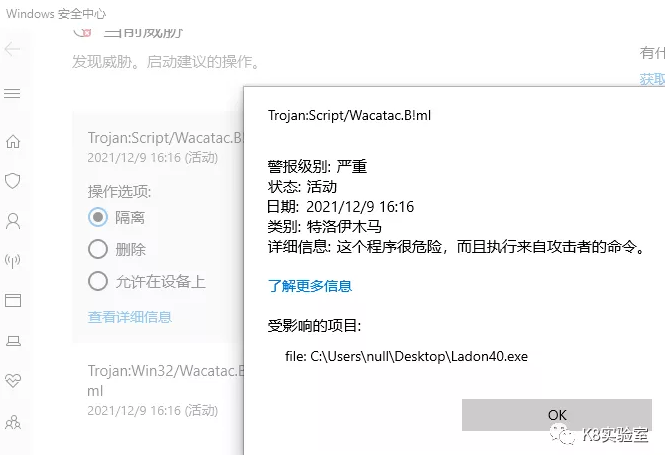 Windows 安全中心
当前威胁
发现威胁。启动建议的操作。
有什
获取
Trojan:Script/Wacatac.B!ml
2021/12/9 16:16 (活动)
操作选项:
隔离
删除
允许在设备上
查看详细信息
Trojan:Win32/Wacatac.B
ml
2021/12/9 16:16 (活动)
Trojan:Script/Wacatac.B!ml
警报级别: 严重
状态: 活动
日期: 2021/12/9 16:16
类别: 特洛伊木马
详细信息: 这个程序很危险，而且执行来自攻击者的命令。
了解更多信息
受影响的项目:
file: C:\Users\null\Desktop\Ladon40.exe
OK
K8实验室